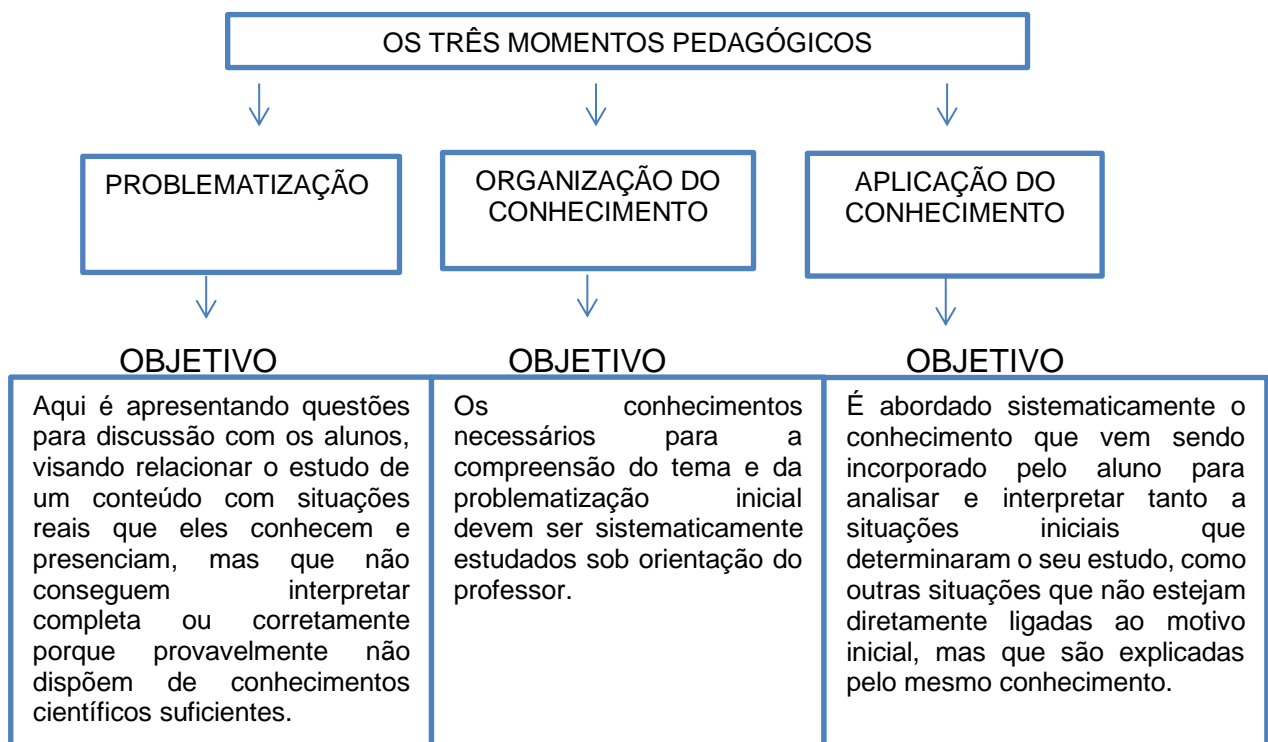 OS TRÊS MOMENTOS PEDAGÓGICOS
PROBLEMATIZAÇÃO
ORGANIZAÇÃO DO
CONHECIMENTO
APLICAÇÃO DO
CONHECIMENTO
OBJETIVO
Aqui é apresentando questões
para discussão com os alunos,
visando relacionar o estudo de
um conteúdo com situações
reais que eles conhecem e
presenciam, mas que não
conseguem interpretar
completa ou corretamente
porque provavelmente não
dispõem de conhecimentos
científicos suficientes.
OBJETIVO
Os conhecimentos
necessários para a
compreensão do tema e da
problematização inicial
devem ser sistematicamente
estudados sob orientação do
professor.
OBJETIVO
É abordado sistematicamente o
conhecimento que vem sendo
incorporado pelo aluno para
analisar e interpretar tanto a
situações iniciais que
determinaram o seu estudo, como
outras situações que não estejam
diretamente ligadas ao motivo
inicial, mas que são explicadas
pelo mesmo conhecimento.